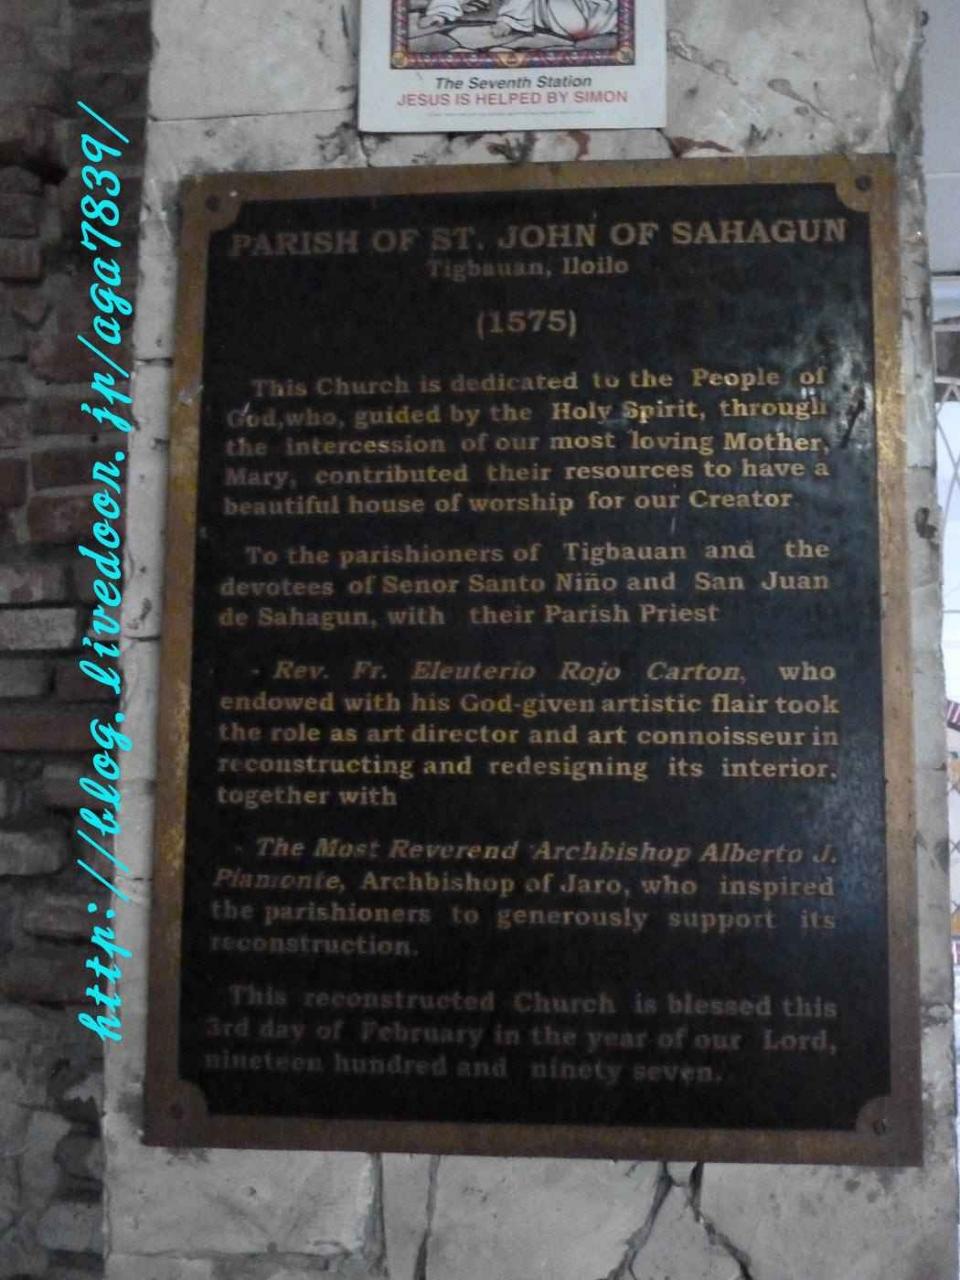 The Seventh Station
JESUS IS HELPED BY SIMON
PARISH OF ST. JOHN OF SAHAGUN
Tigbauan, Iloilo
(1575)
This Church is dedicated to the People of
God,who, guided by the Holy Spirit, through
the intercession of our most loving Mother,
Mary, contributed their resources to have a
beautiful house of worship for our Creator
To the parishioners of Tigbauan and the
devotees of Senor Santo Niño and San Juan
de Sahagun, with their Parish Priest
- Rev. Fr. Eleuterio Rojo Carton, who
endowed with his God-given artistic flair took
the role as art director and art connoisseur in
reconstructing and redesigning its interior,
together with
- The Most Reverend Archbishop Alberto J.
Piamonte, Archbishop of Jaro, who inspired
the parishioners to generously support its
reconstruction.
This reconstructed Church is blessed this
3rd day of February in the year of our Lord,
nineteen hundred and ninety seven.
http://blog.livedoor.jp/aga7839/